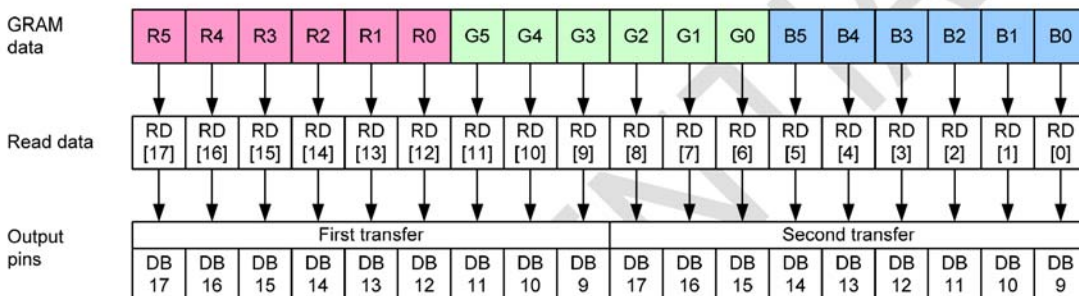 GRAM data
R5 R4 R3 R2 R1 R0 G5 G4 G3 G2 G1 G0 B5 B4 B3 B2 B1 B0
Read data
RD [17] RD [16] RD [15] RD [14] RD [13] RD [12] RD [11] RD [10] RD [9] RD [8] RD [7] RD [6] RD [5] RD [4] RD [3] RD [2] RD [1] RD [0]
Output pins
First transfer Second transfer
DB 17 DB 16 DB 15 DB 14 DB 13 DB 12 DB 11 DB 10 DB 9 DB 17 DB 16 DB 15 DB 14 DB 13 DB 12 DB 11 DB 10 DB 9